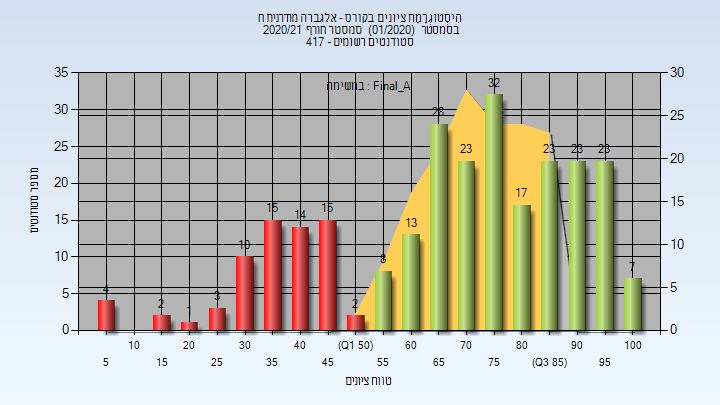 היסטוגרמת ציונים בקורס - אלגברה מודרנית ח
בסמסטר (01/2020) סמסטר חורף 2020/21
סטודנטים רשומים - 417
במשימה : Final_A
35 30 25 20 15 10 5 0
30 25 20 15 10 5 0
מספר סטודנטים
4 2 1 3 10 15 14 15 2 8 13 28 23 32 17 23 23 23 7
10 20 30 40 (Q1 50) 60 70 80 90 100
5 15 25 35 45 55 65 75 (Q3 85) 95
טווח ציונים